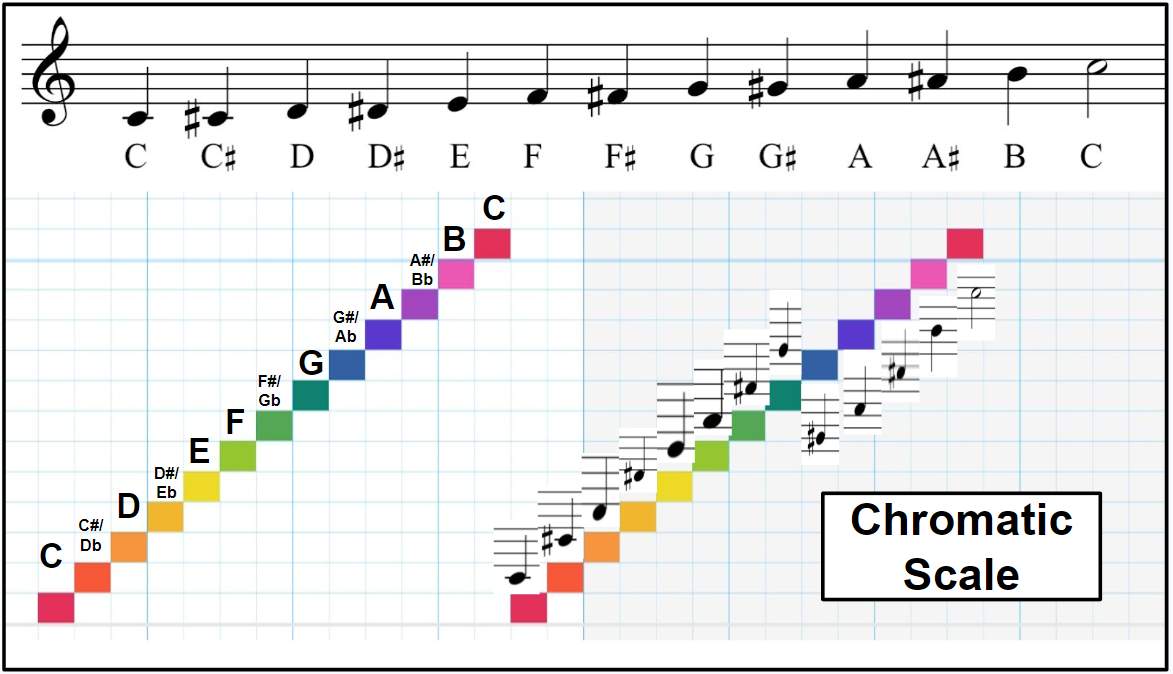 C C♯ D D♯ E F F♯ G G♯ A A♯ B C
C
B
A#/
Bb
A
G#/
Ab
G
F#/
Gb
F
E
D#/
Eb
D
C#/
Db
C
Chromatic
Scale